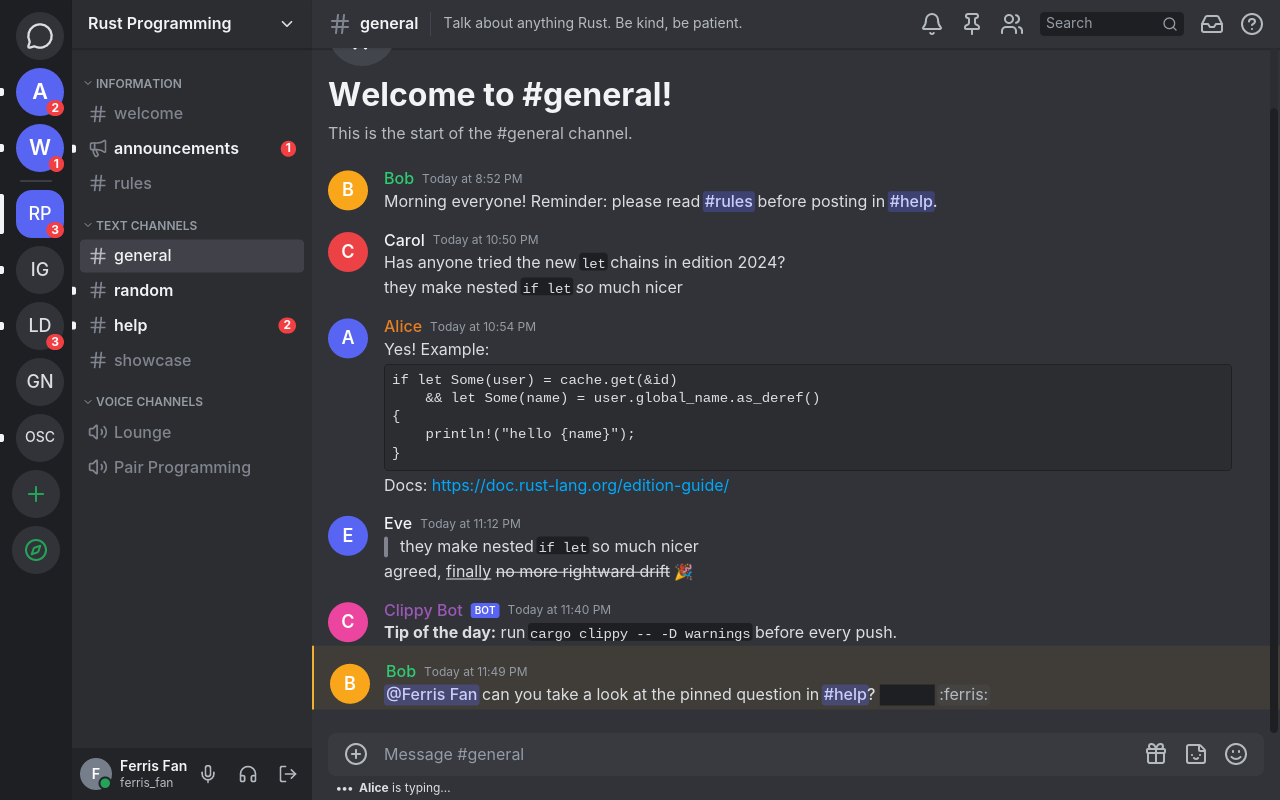 A
2
W
1
RP
3
IG
LD
3
GN
OSC
Rust Programming
INFORMATION
welcome
announcements
1
rules
TEXT CHANNELS
general
random
help
2
showcase
VOICE CHANNELS
Lounge
Pair Programming
F
Ferris Fan
ferris_fan
general
Talk about anything Rust. Be kind, be patient.
Search
Welcome to #general!
This is the start of the #general channel.
B
Bob Today at 8:52 PM
Morning everyone! Reminder: please read #rules before posting in #help.
C
Carol Today at 10:50 PM
Has anyone tried the new let chains in edition 2024?
they make nested if let so much nicer
A
Alice Today at 10:54 PM
Yes! Example:
if let Some(user) = cache.get(&id)
    && let Some(name) = user.global_name.as_deref()
{
    println!("hello {name}");
}
Docs: https://doc.rust-lang.org/edition-guide/
E
Eve Today at 11:12 PM
they make nested if let so much nicer
agreed, finally no more rightward drift 🎉
C
Clippy Bot BOT Today at 11:40 PM
Tip of the day: run cargo clippy -- -D warnings before every push.
B
Bob Today at 11:49 PM
@Ferris Fan can you take a look at the pinned question in #help? :ferris:
Message #general
Alice is typing...